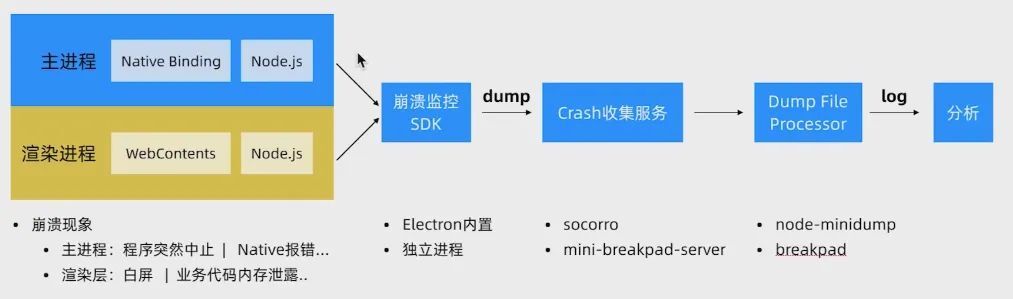 主进程
Native Binding
Node.js
渲染进程
WebContents
Node.js
崩溃监控
SDK
dump
Crash收集服务
Dump File
Processor
log
分析
• 崩溃现象
• 主进程：程序突然中止 | Native报错...
• 渲染层：白屏 | 业务代码内存泄露..
• Electron内置
• 独立进程
• socorro
• mini-breakpad-server
• node-minidump
• breakpad